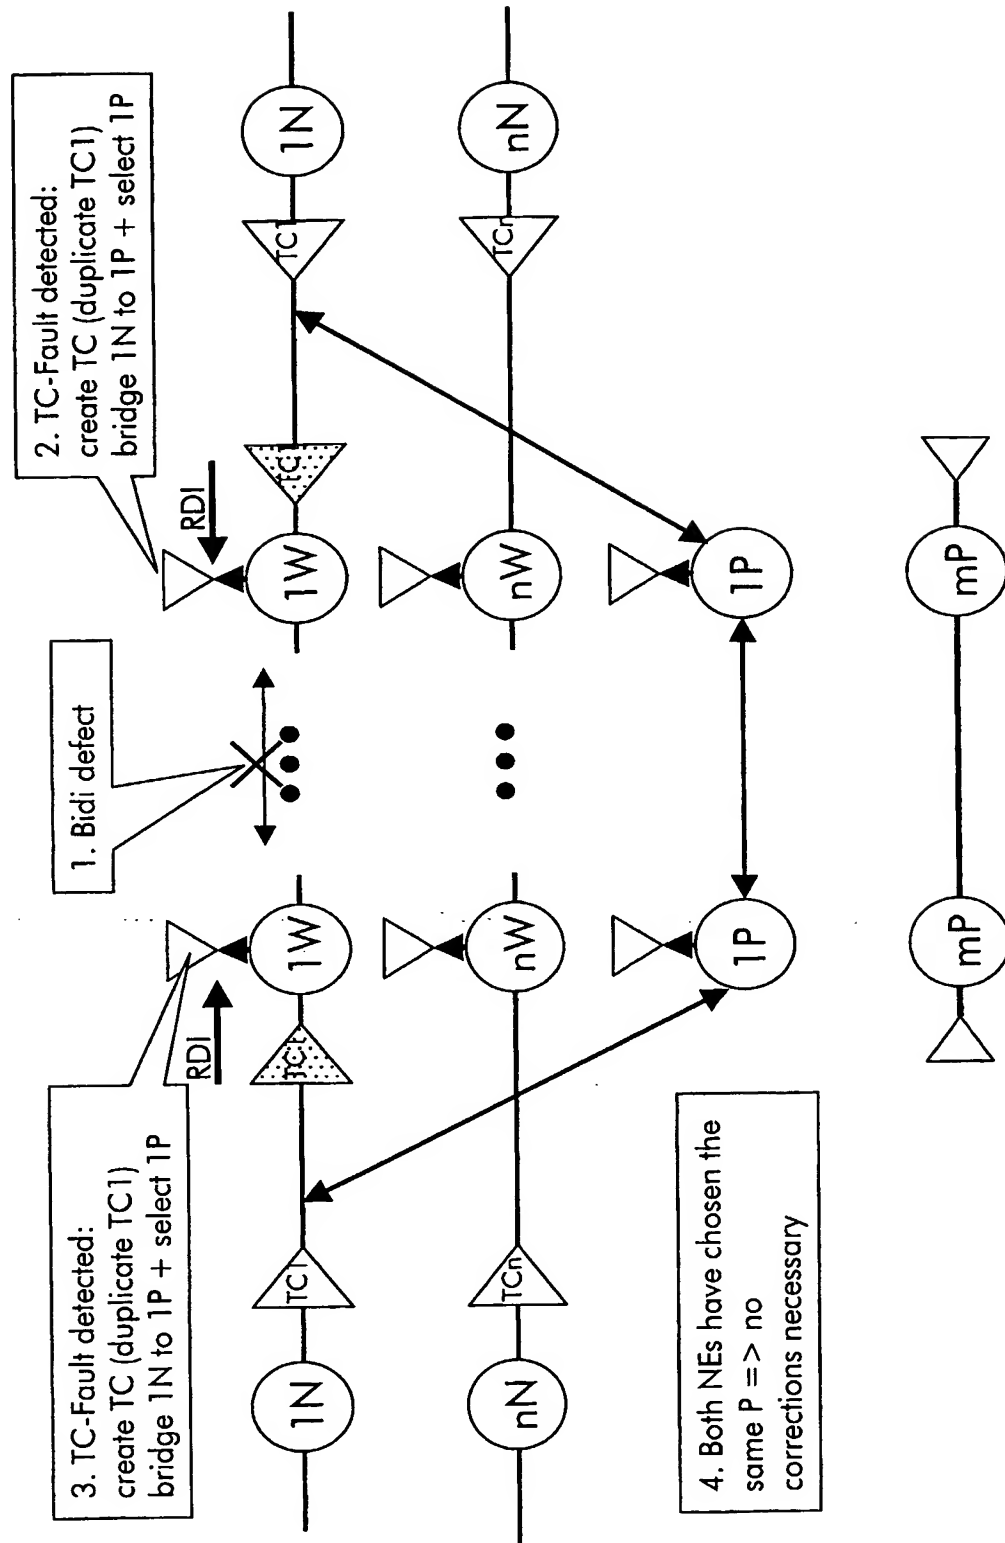 3. TC-Fault detected:
create TC (duplicate TC1)
bridge 1N to 1P + select 1P
1. Bidi defect
2. TC-Fault detected:
create TC (duplicate TC1)
bridge 1N to 1P + select 1P
RDI
RDI
1N
TC1
1W
1W
TC1
1N
nN
TCn
nW
nW
TCn
nN
4. Both NEs have chosen the
same P = > no
corrections necessary
1P
1P
mP
mP